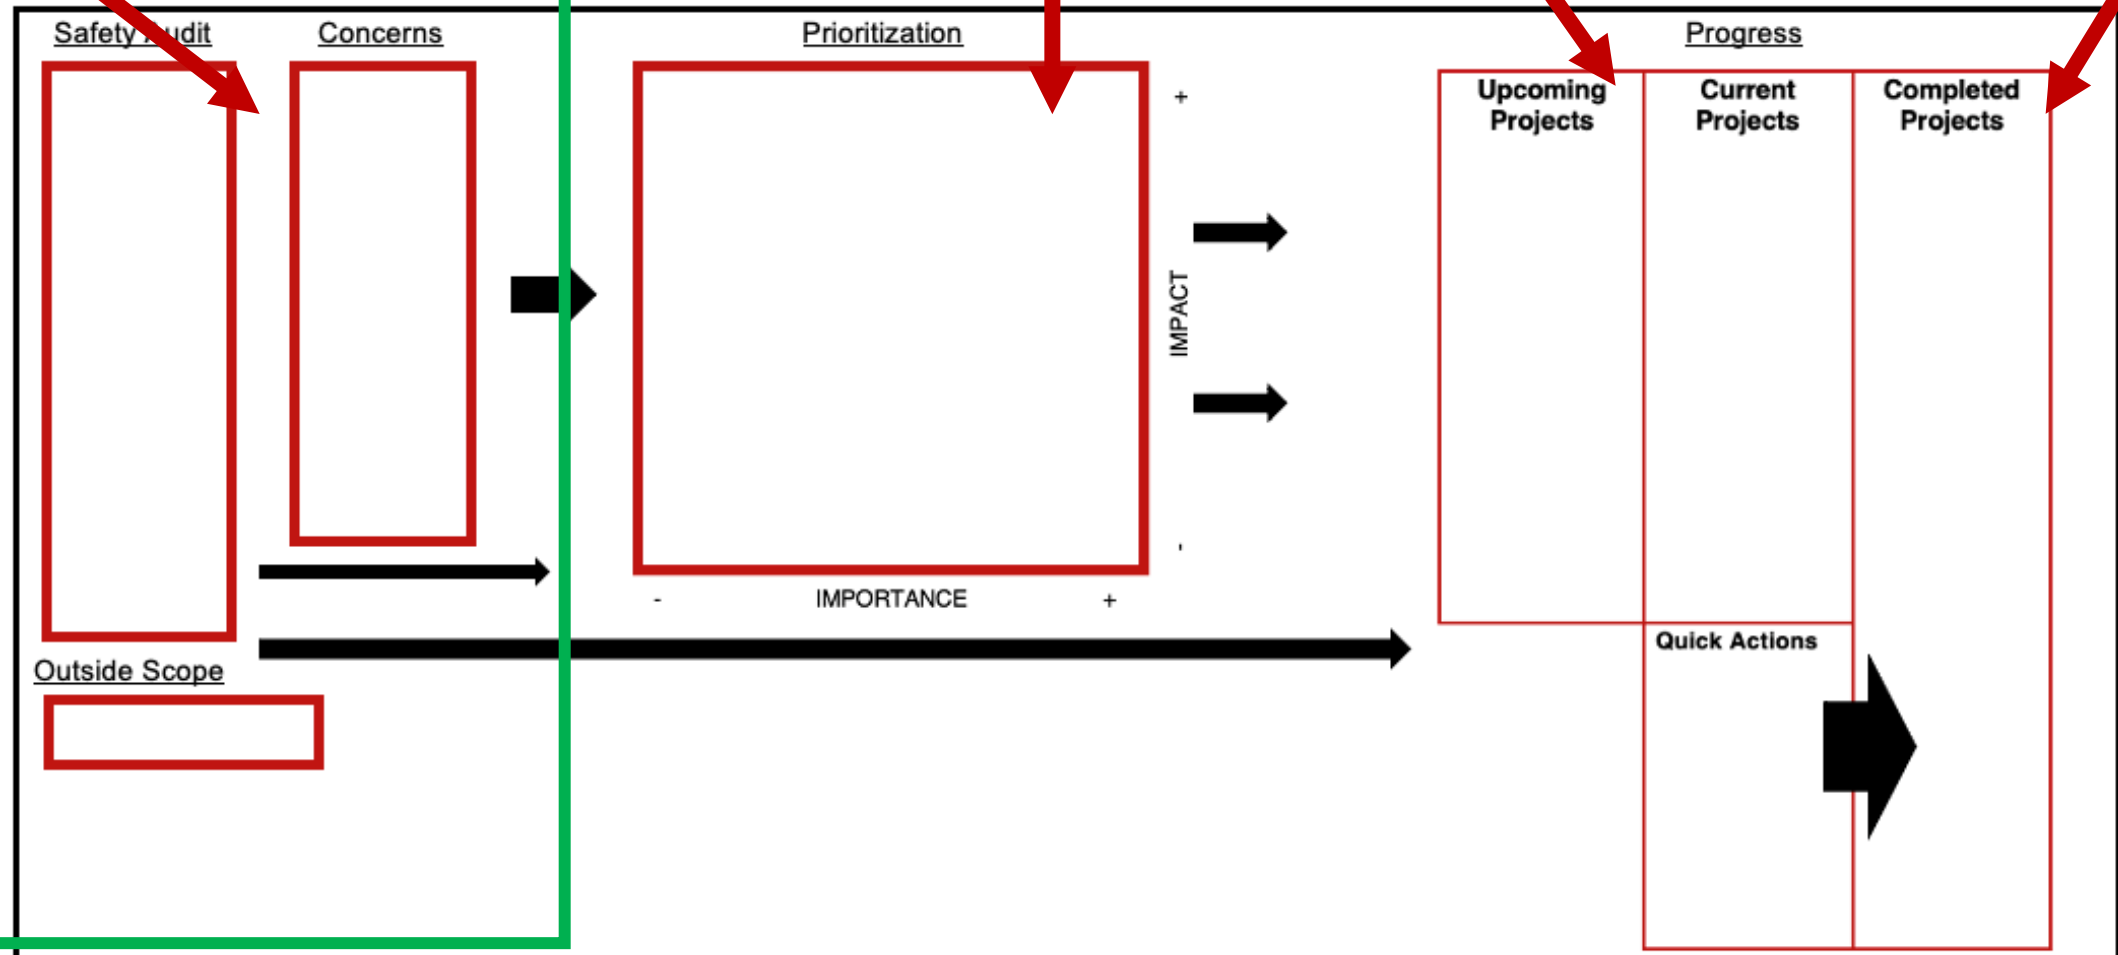 Safety Audit
Concerns
Prioritization
Progress
Upcoming
Projects
Current
Projects
Completed
Projects
+
IMPACT
-
- IMPORTANCE +
Quick Actions
Outside Scope